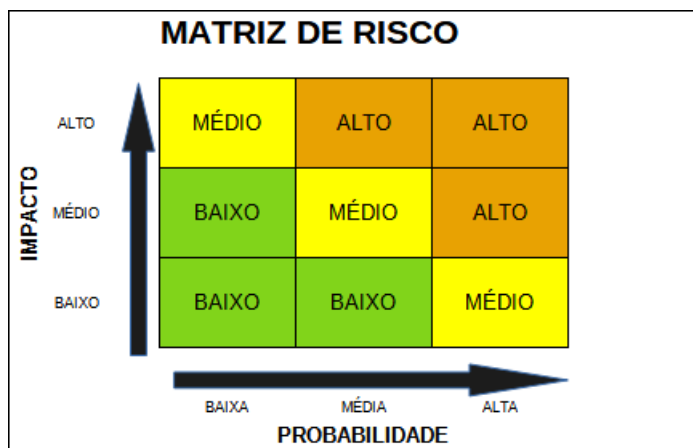 MATRIZ DE RISCO
ALTO MÉDIO ALTO ALTO
IMPACTO
MÉDIO BAIXO MÉDIO ALTO
BAIXO BAIXO BAIXO MÉDIO
BAIXA MÉDIA ALTA
PROBABILIDADE